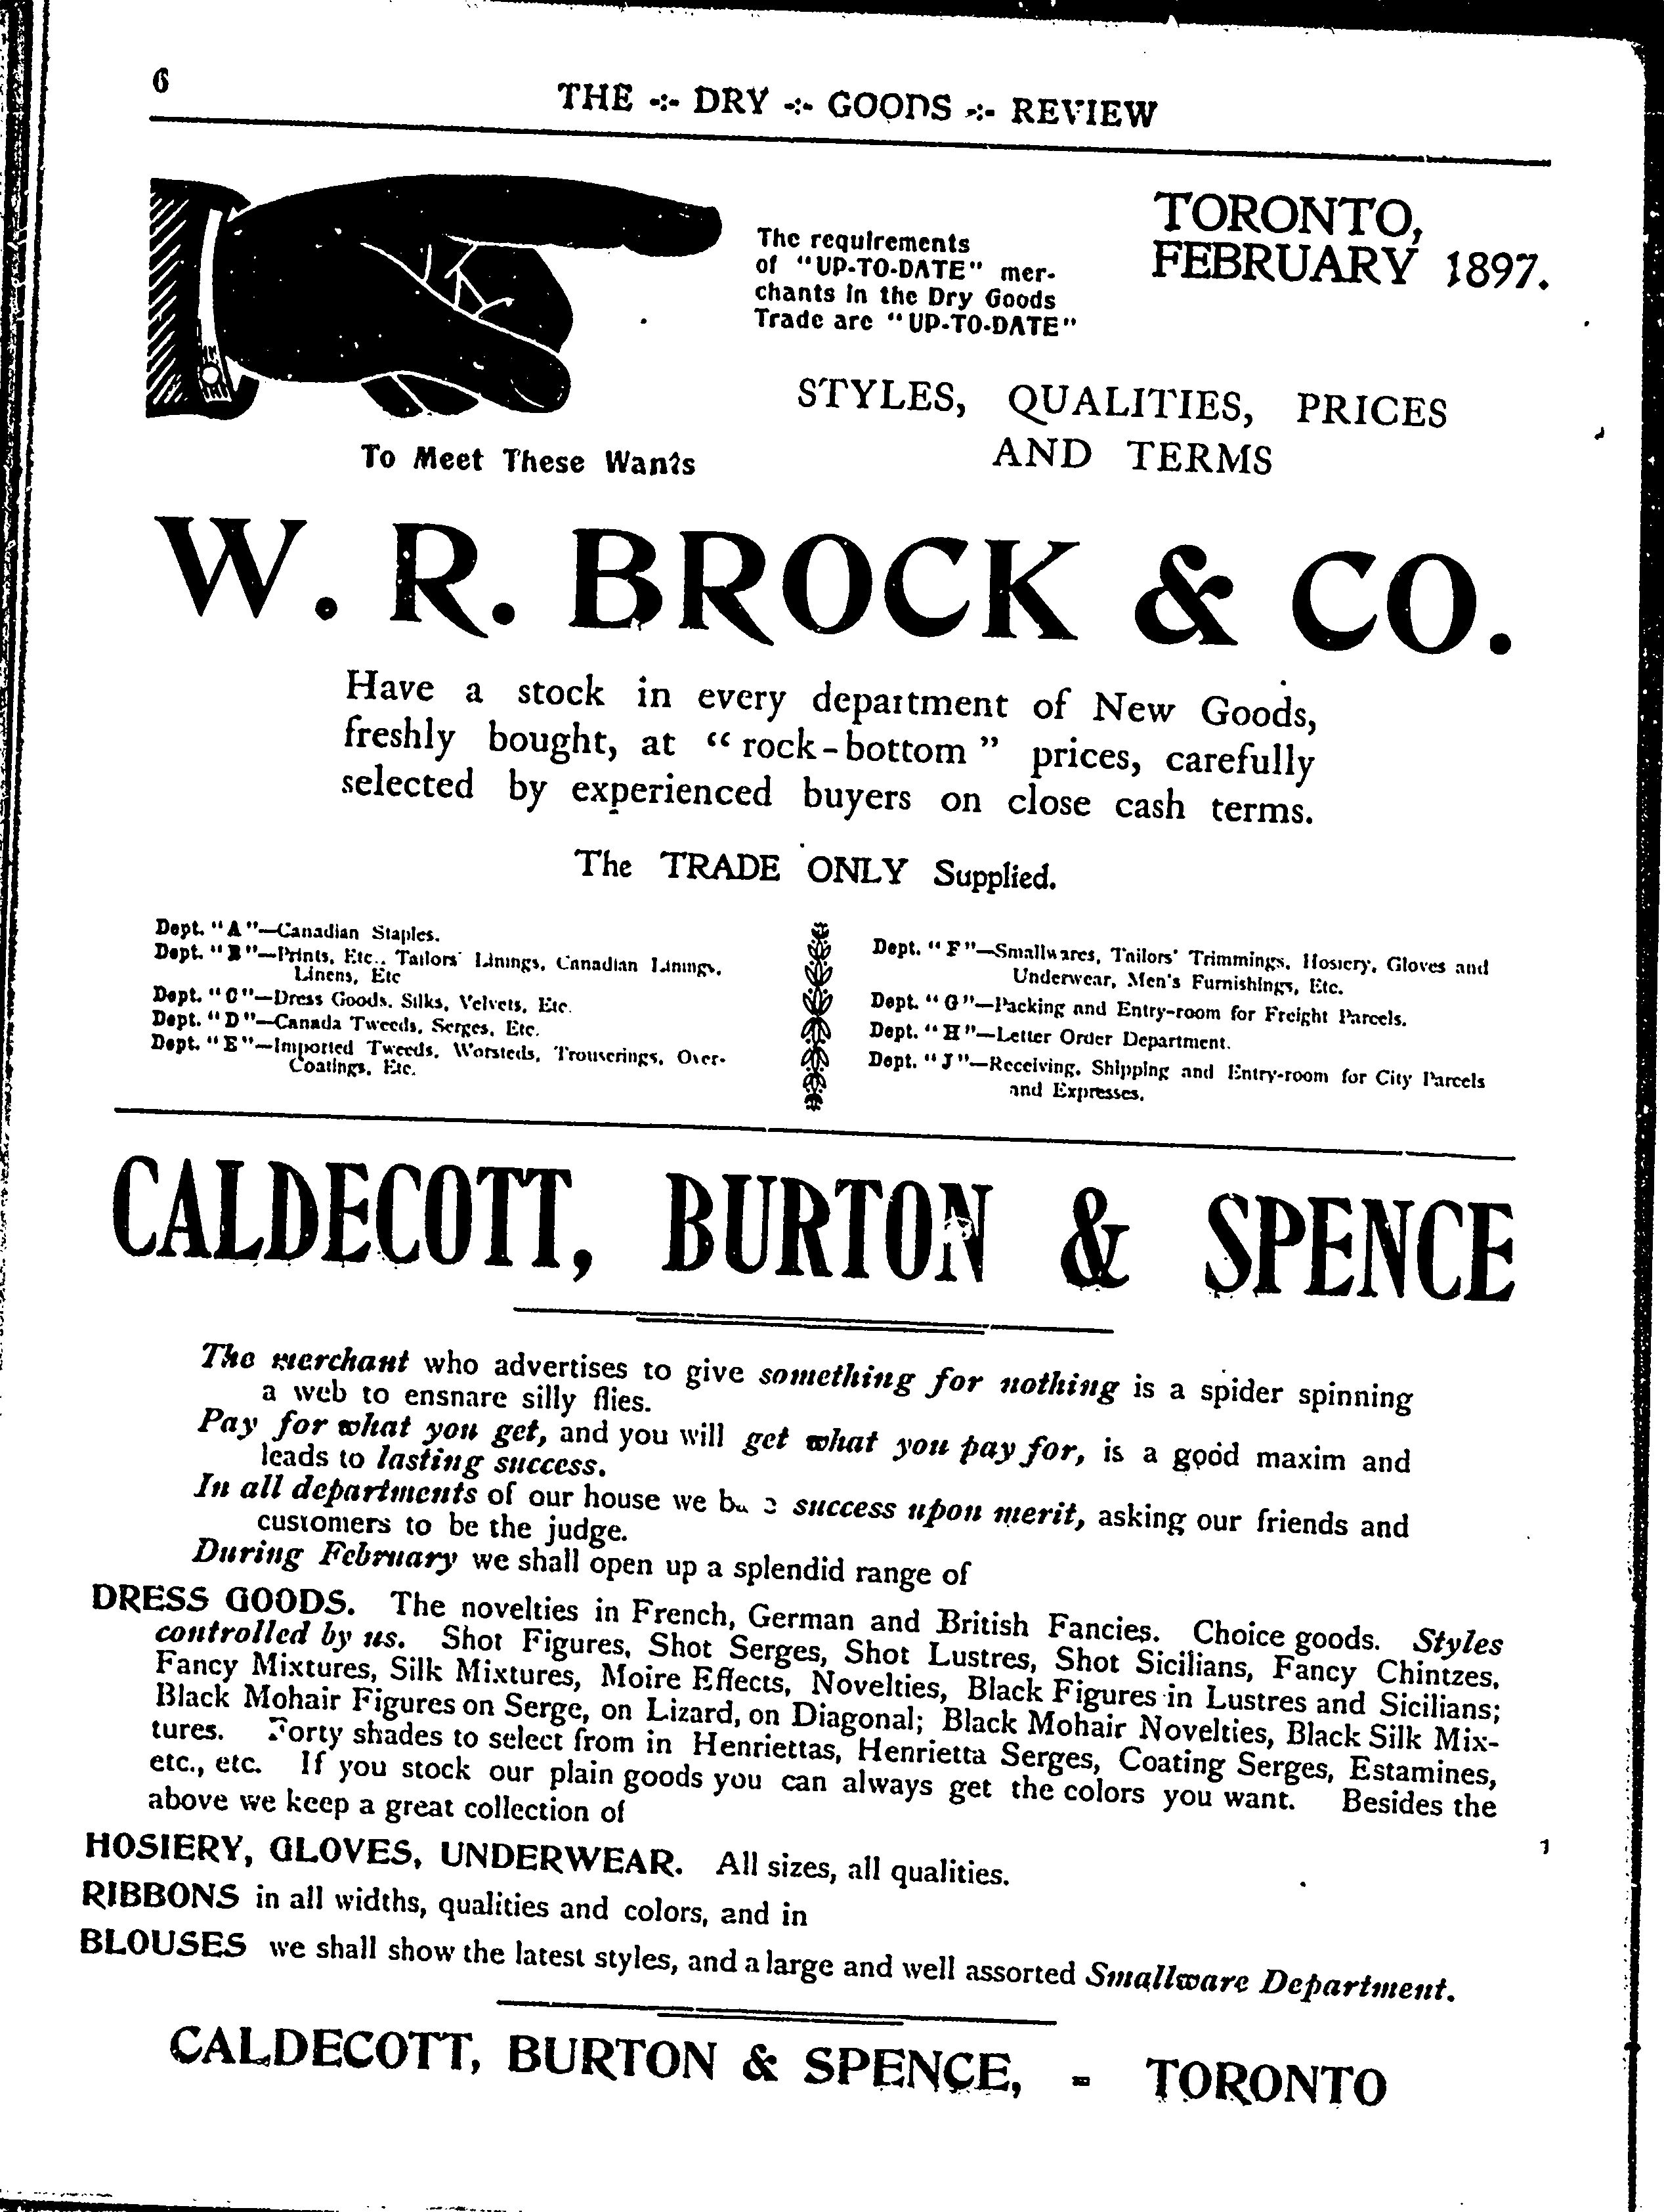 6
THE -:- DRY -:- GOODS -:- REVIEW
TORONTO,
FEBRUARY 1897.
The requirements
of "UP-TO-DATE" mer-
chants in the Dry Goods
Trade are "UP-TO-DATE"
STYLES, QUALITIES, PRICES
AND TERMS
To Meet These Wants
W. R. BROCK & CO.
Have a stock in every department of New Goods,
freshly bought, at "rock-bottom" prices, carefully
selected by experienced buyers on close cash terms.
The TRADE ONLY Supplied.
Dept. "A"—Canadian Staples.
Dept. "B"—Prints, Etc., Tailors' Linings, Canadian Linings,
Linens, Etc
Dept. "C"—Dress Goods, Silks, Velvets, Etc.
Dept. "D"—Canada Tweeds, Serges, Etc.
Dept. "E"—Imported Tweeds, Worsteds, Trouserings, Over-
Coatings, Etc.
Dept. "F"—Smallwares, Tailors' Trimmings, Hosiery, Gloves and
Underwear, Men's Furnishings, Etc.
Dept. "G"—Packing and Entry-room for Freight Parcels.
Dept. "H"—Letter Order Department.
Dept. "J"—Receiving, Shipping and Entry-room for City Parcels
and Expresses.
CALDECOTT, BURTON & SPENCE
The merchant who advertises to give something for nothing is a spider spinning
a web to ensnare silly flies.
Pay for what you get, and you will get what you pay for, is a good maxim and
leads to lasting success.
In all departments of our house we success upon merit, asking our friends and
customers to be the judge.
During February we shall open up a splendid range of
DRESS GOODS. The novelties in French, German and British Fancies. Choice goods. Styles
controlled by us. Shot Figures, Shot Serges, Shot Lustres, Shot Sicilians, Fancy Chintzes,
Fancy Mixtures, Silk Mixtures, Moire Effects, Novelties, Black Figures in Lustres and Sicilians;
Black Mohair Figures on Serge, on Lizard, on Diagonal; Black Mohair Novelties, Black Silk Mix-
tures. Forty shades to select from in Henriettas, Henrietta Serges, Coating Serges, Estamines,
etc., etc. If you stock our plain goods you can always get the colors you want. Besides the
above we keep a great collection of
HOSIERY, GLOVES, UNDERWEAR. All sizes, all qualities.
RIBBONS in all widths, qualities and colors, and in
BLOUSES we shall show the latest styles, and a large and well assorted Smallware Department.
CALDECOTT, BURTON & SPENCE, - TORONTO